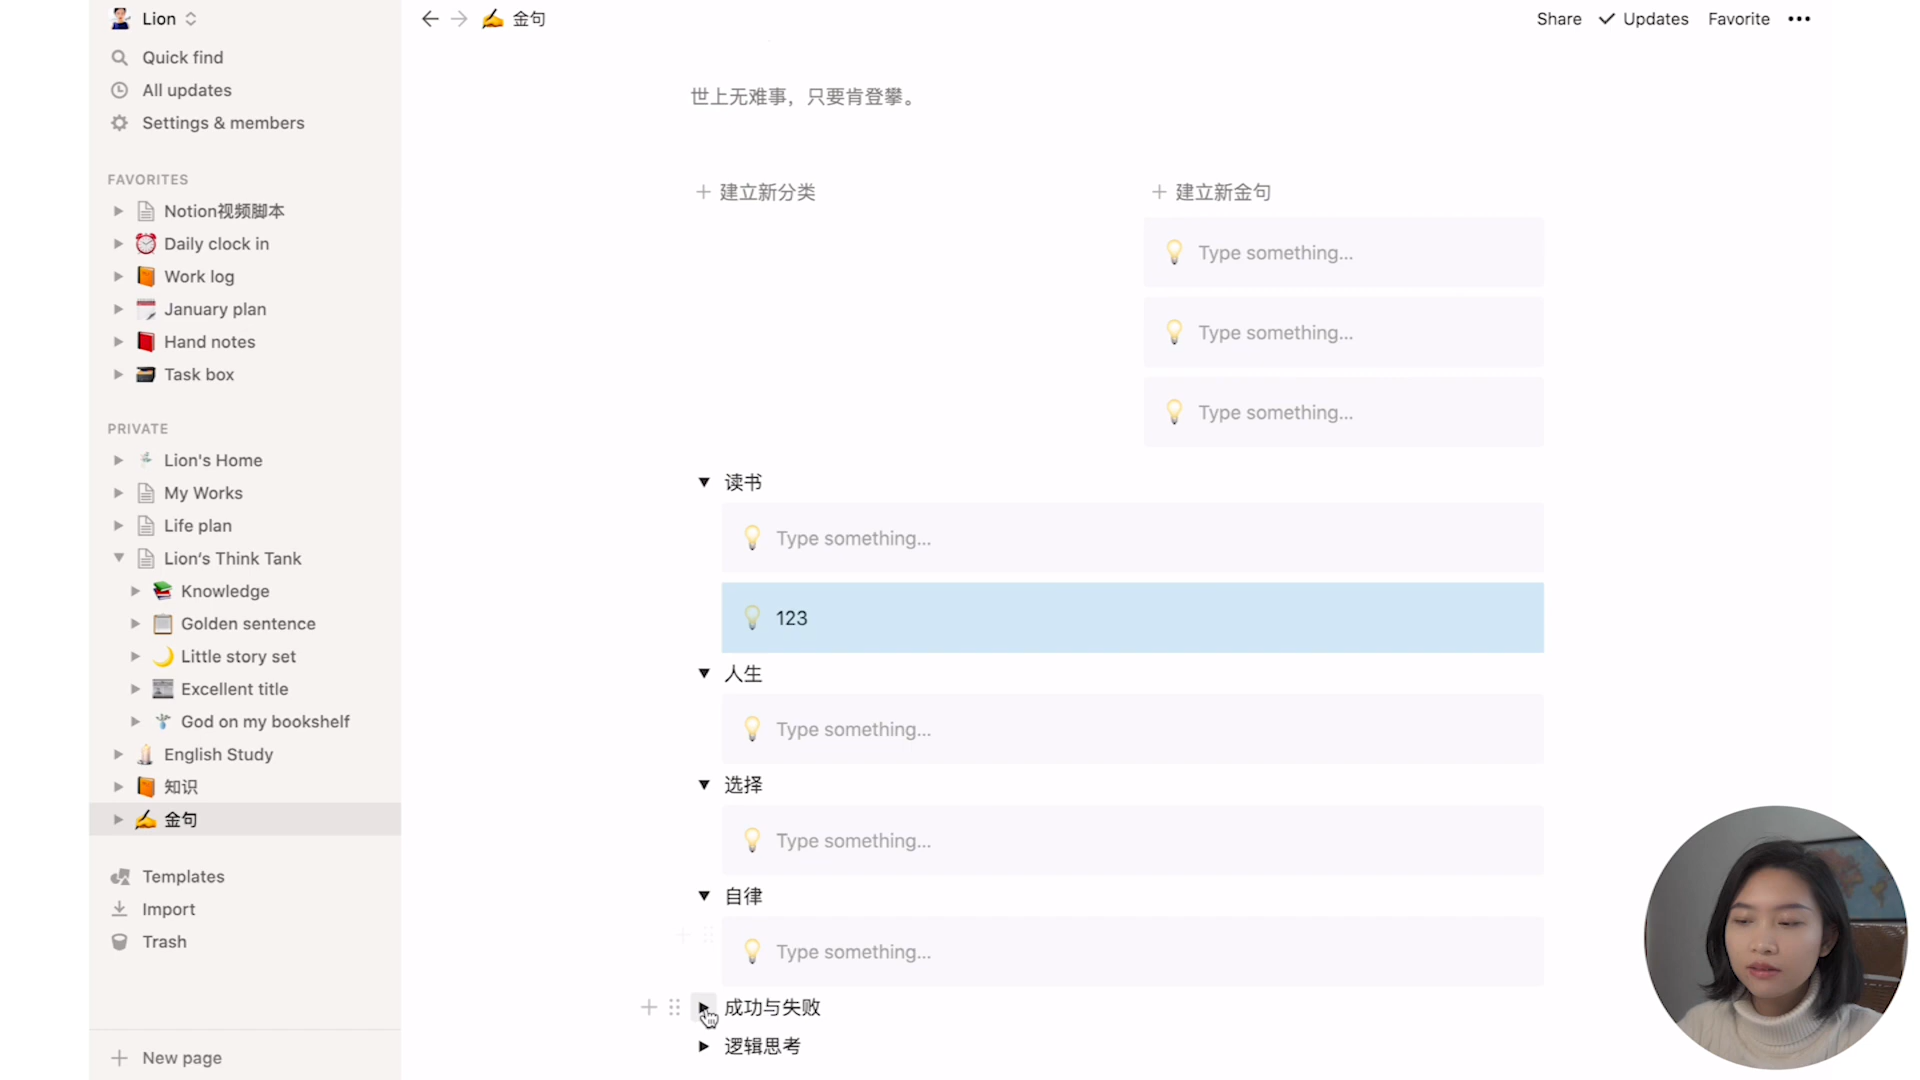 Lion
Quick find
All updates
Settings & members
FAVORITES
Notion视频脚本
Daily clock in
Work log
January plan
Hand notes
Task box
PRIVATE
Lion's Home
My Works
Life plan
Lion‘s Think Tank
Knowledge
Golden sentence
Little story set
Excellent title
God on my bookshelf
English Study
知识
金句
Templates
Import
Trash
New page
金句
Share
Updates
Favorite
世上无难事，只要肯登攀。
建立新分类
建立新金句
Type something...
Type something...
Type something...
读书
Type something...
123
人生
Type something...
选择
Type something...
自律
Type something...
成功与失败
逻辑思考